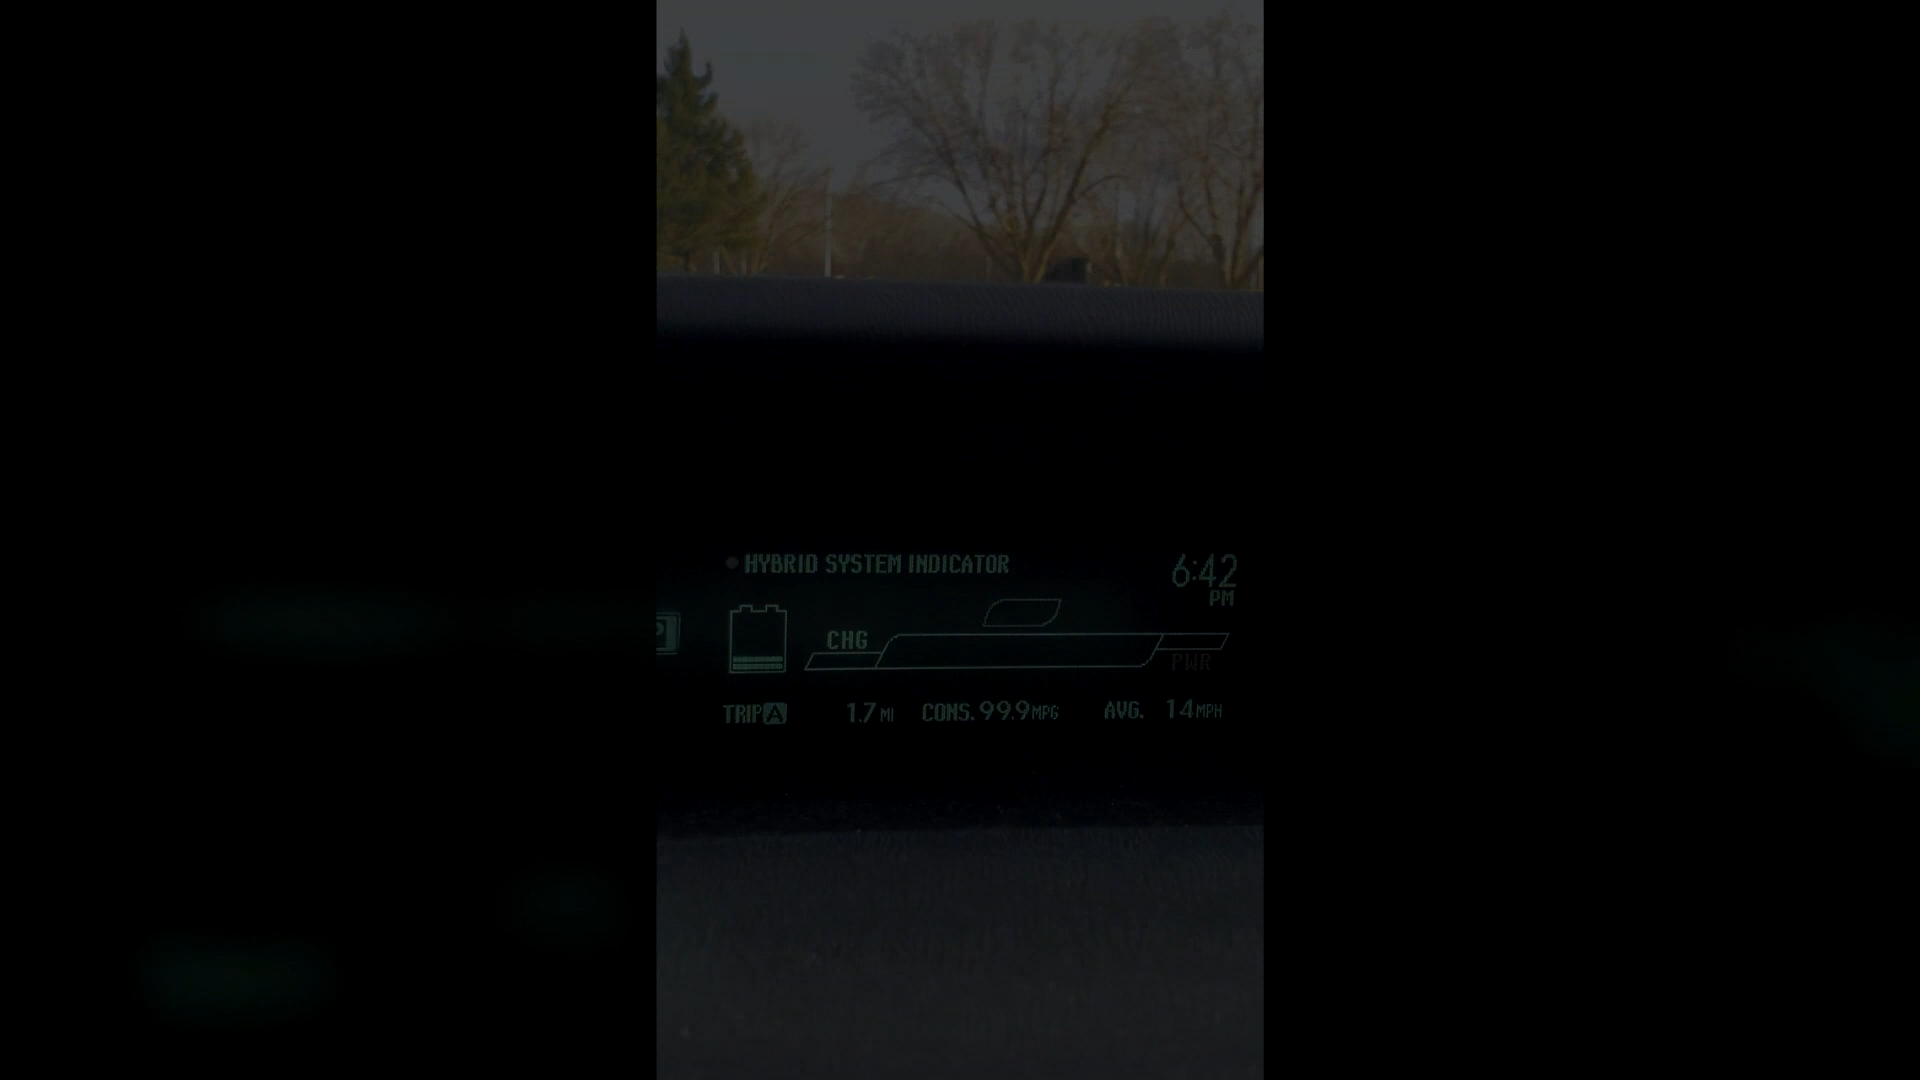 HYBRID SYSTEM INDICATOR
6:42
PM
P
CHG
PWR
TRIP A 1.7 MI CONS. 99.9 MPG AVG. 14 MPH